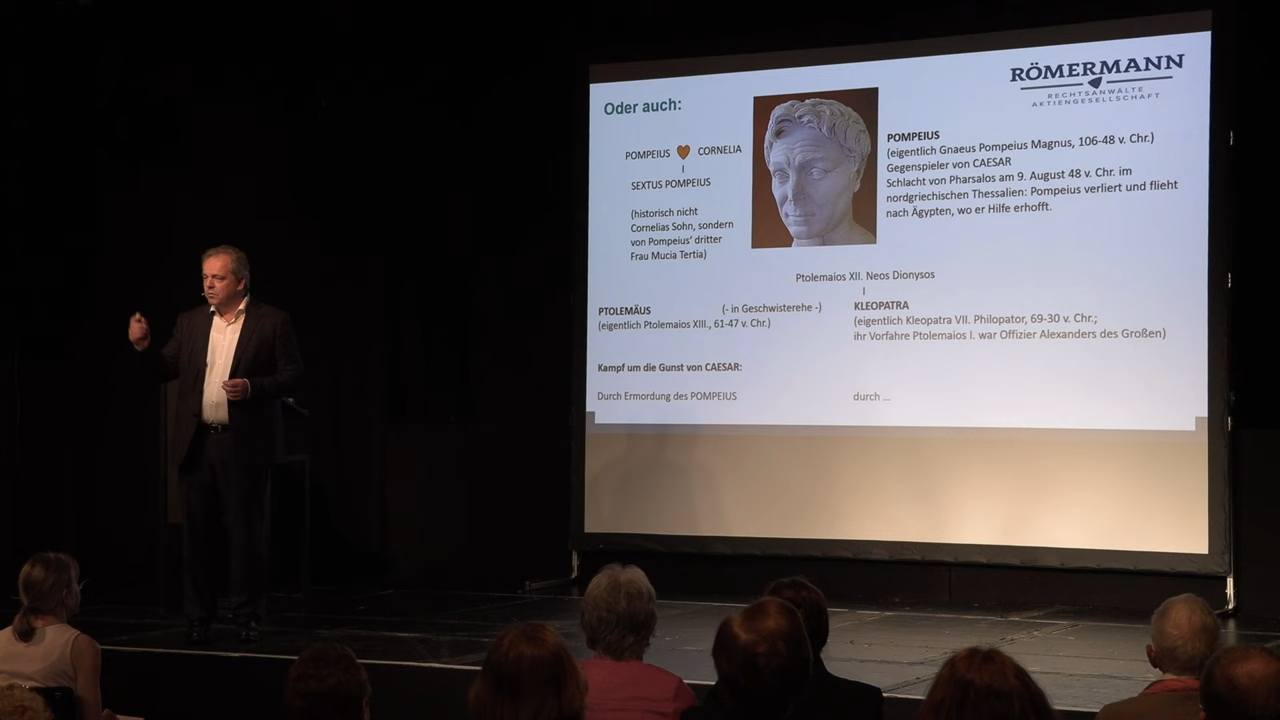 RÖMERMANN
RECHTSANWÄLTE
AKTIENGESELLSCHAFT
Oder auch:
POMPEIUS CORNELIA
SEXTUS POMPEIUS
(historisch nicht
Cornelias Sohn, sondern
von Pompeius’ dritter
Frau Mucia Tertia)
POMPEIUS
(eigentlich Gnaeus Pompeius Magnus, 106-48 v. Chr.)
Gegenspieler von CAESAR
Schlacht von Pharsalos am 9. August 48 v. Chr. im
nordgriechischen Thessalien: Pompeius verliert und flieht
nach Ägypten, wo er Hilfe erhofft.
Ptolemaios XII. Neos Dionysos
PTOLEMÄUS (- in Geschwisterehe -)
(eigentlich Ptolemaios XIII., 61-47 v. Chr.)
KLEOPATRA
(eigentlich Kleopatra VII. Philopator, 69-30 v. Chr.;
ihr Vorfahre Ptolemaios I. war Offizier Alexanders des Großen)
Kampf um die Gunst von CAESAR:
Durch Ermordung des POMPEIUS durch ...